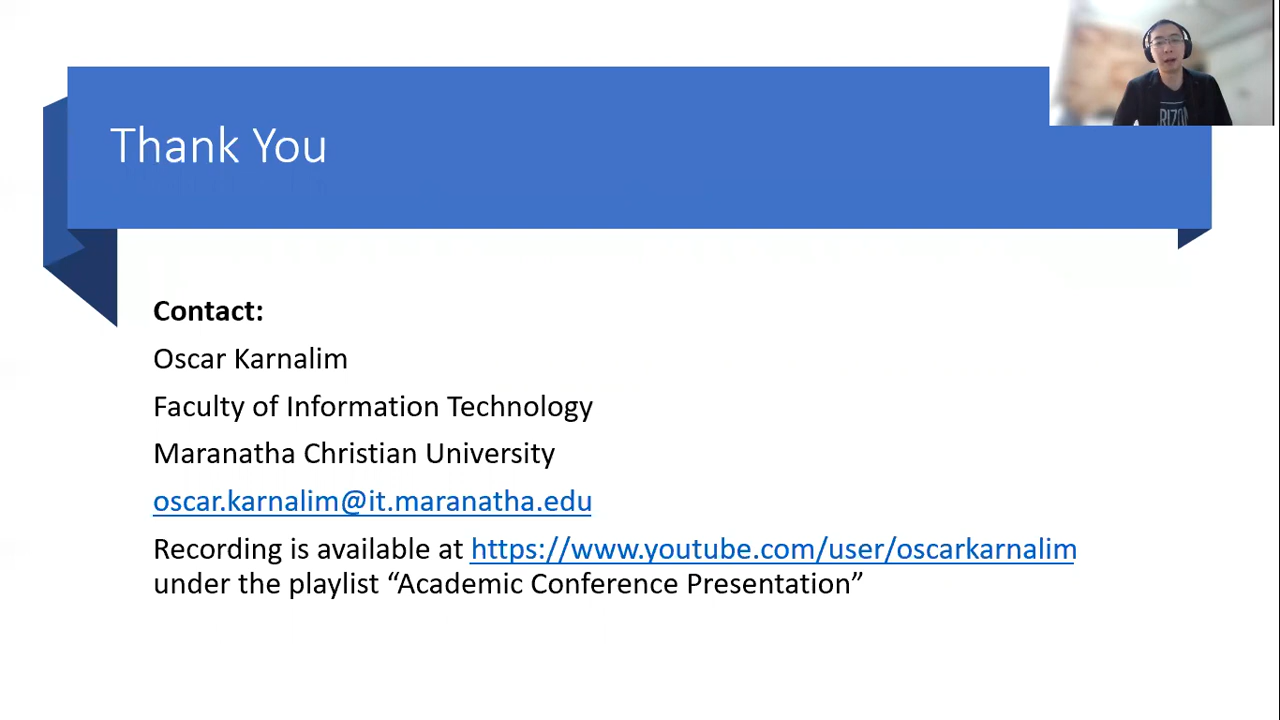 Thank You
Contact:
Oscar Karnalim
Faculty of Information Technology
Maranatha Christian University
oscar.karnalim@it.maranatha.edu
Recording is available at https://www.youtube.com/user/oscarkarnalim
under the playlist “Academic Conference Presentation”